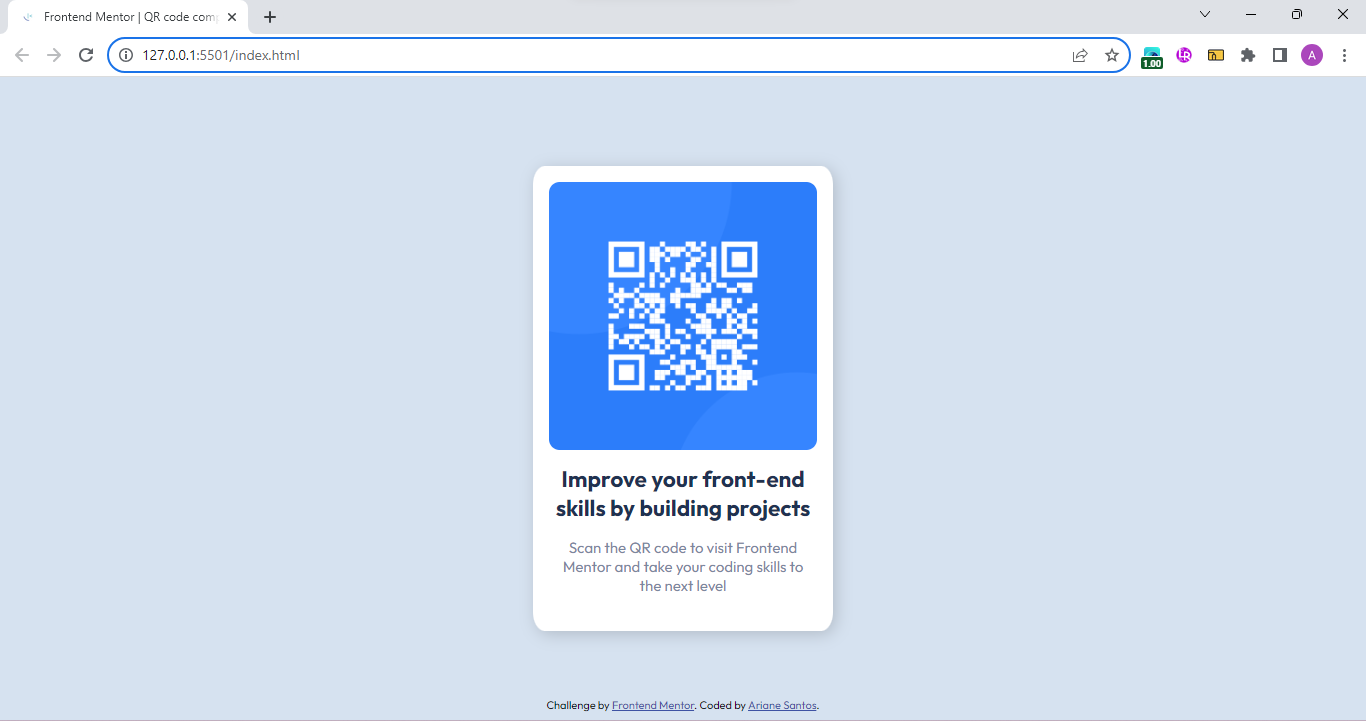 Frontend Mentor | QR code com
127.0.0.1:5501/index.html
1.00
A
Improve your front-end
skills by building projects
Scan the QR code to visit Frontend
Mentor and take your coding skills to
the next level
Challenge by Frontend Mentor. Coded by Ariane Santos.